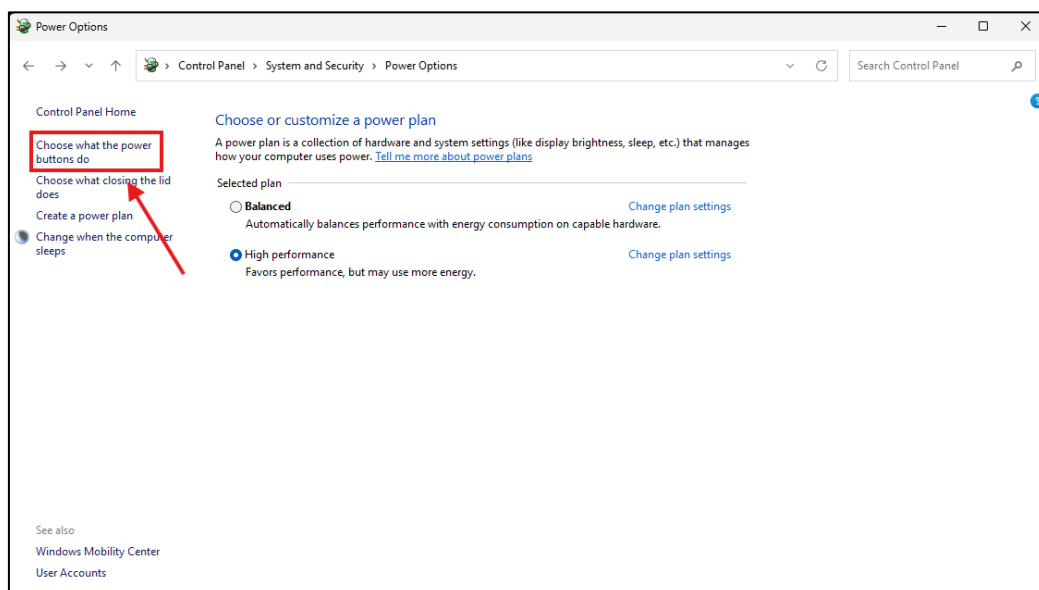 Power Options
Control Panel > System and Security > Power Options
Search Control Panel
Control Panel Home
Choose what the power
buttons do
Choose what closing the lid
does
Create a power plan
Change when the computer
sleeps
Choose or customize a power plan
A power plan is a collection of hardware and system settings (like display brightness, sleep, etc.) that manages
how your computer uses power. Tell me more about power plans
Selected plan
Balanced Change plan settings
Automatically balances performance with energy consumption on capable hardware.
High performance Change plan settings
Favors performance, but may use more energy.
See also
Windows Mobility Center
User Accounts